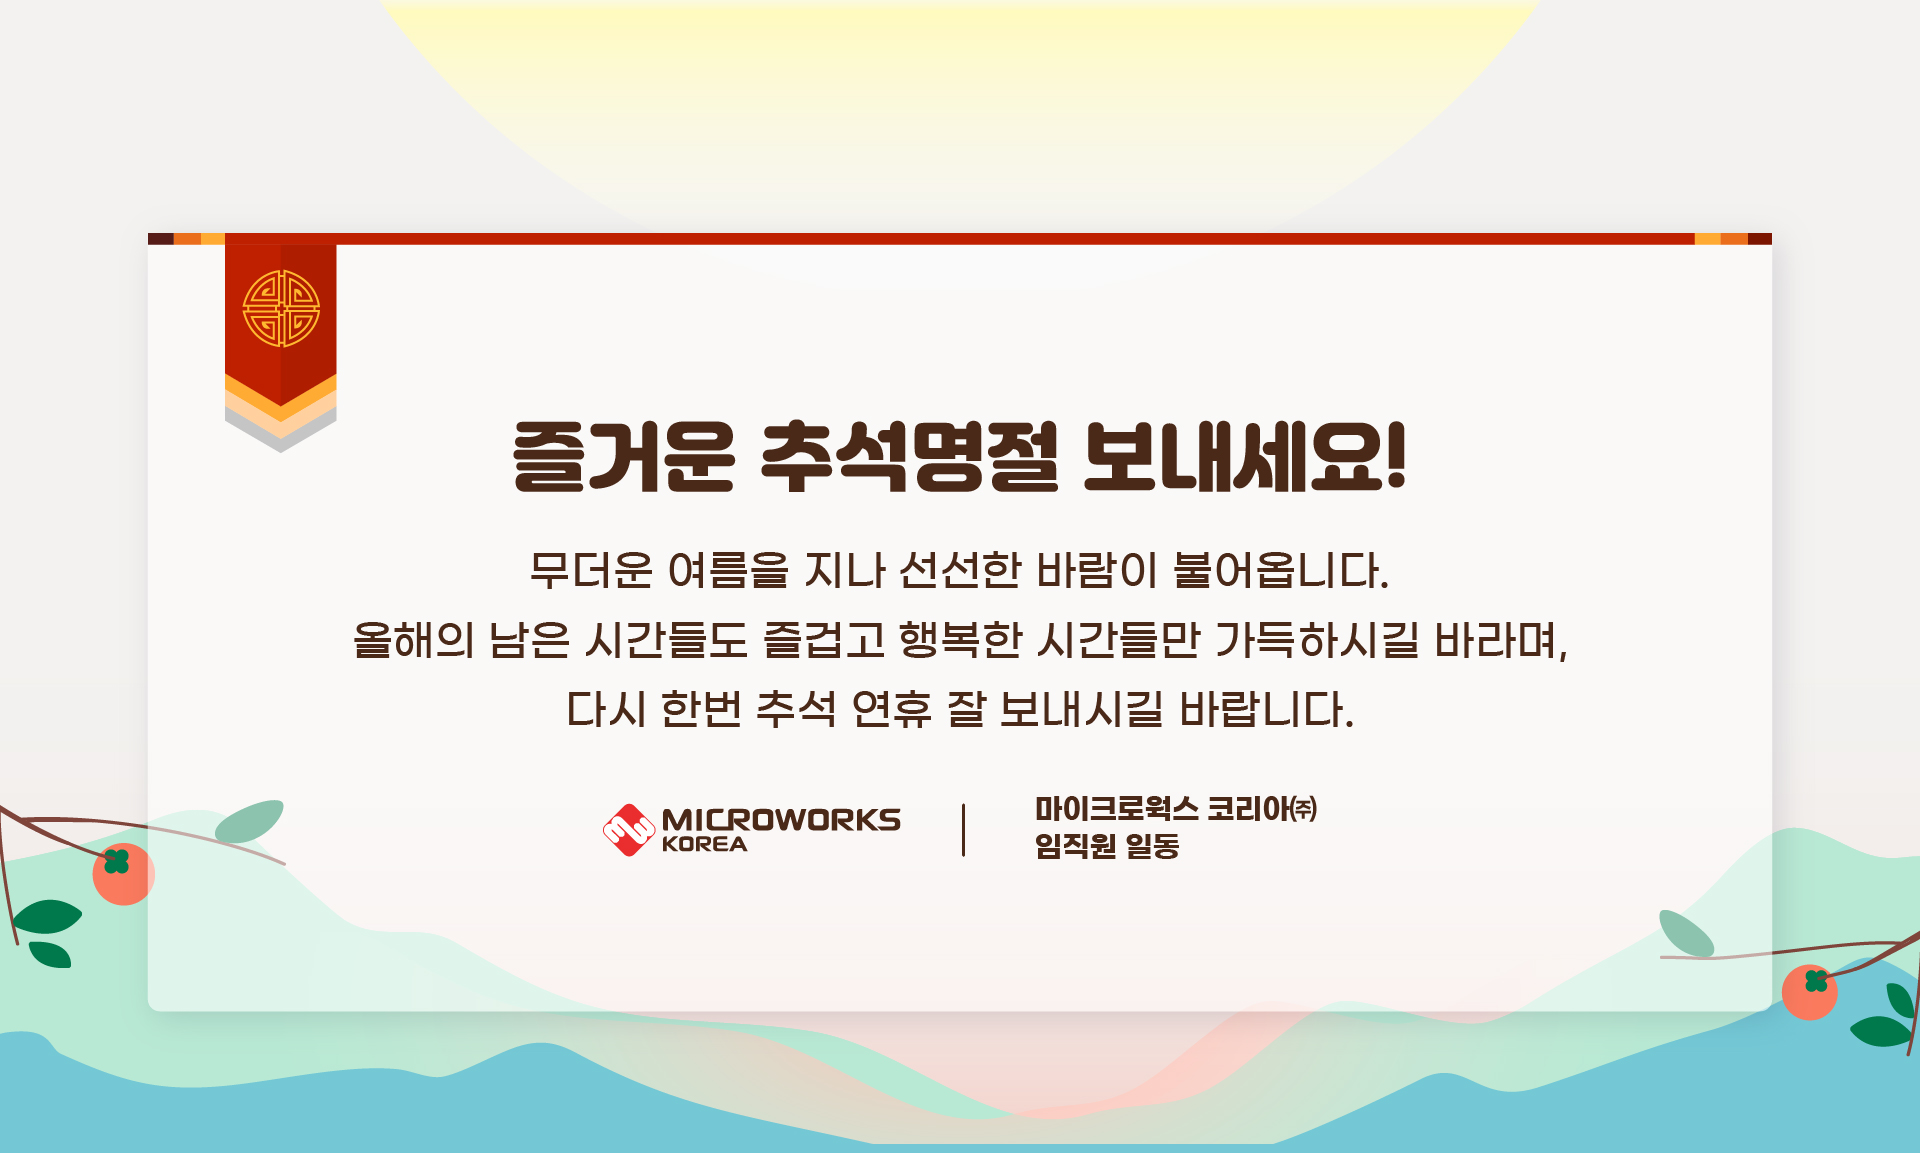 즐거운 추석명절 보내세요!
무더운 여름을 지나 선선한 바람이 불어옵니다.
올해의 남은 시간들도 즐겁고 행복한 시간들만 가득하시길 바라며,
다시 한번 추석 연휴 잘 보내시길 바랍니다.
MICROWORKS
KOREA
마이크로웍스 코리아㈜
임직원 일동